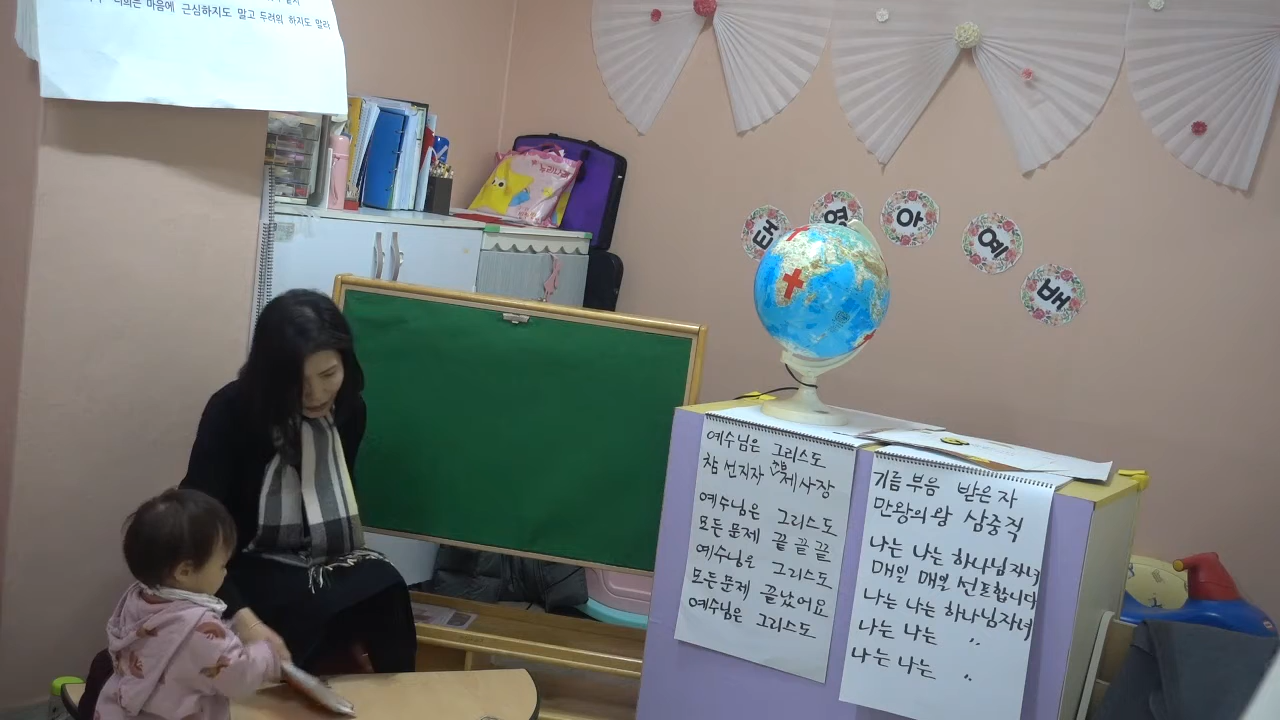 너희는 마음에 근심하지도 말고 두려워 하지도 말라
태 영 아 예 배
예수님은 그리스도
참 선지자 제사장
예수님은 그리스도
모든 문제 끝 끝 끝
예수님은 그리스도
모든문제 끝났어요
예수님은 그리스도
기름 부음 받은 자
만왕의 왕 삼중직
나는 나는 하나님자녀
매일 매일 선포합니다
나는 나는 하나님자녀
나는 나는 〃
나는 나는 〃